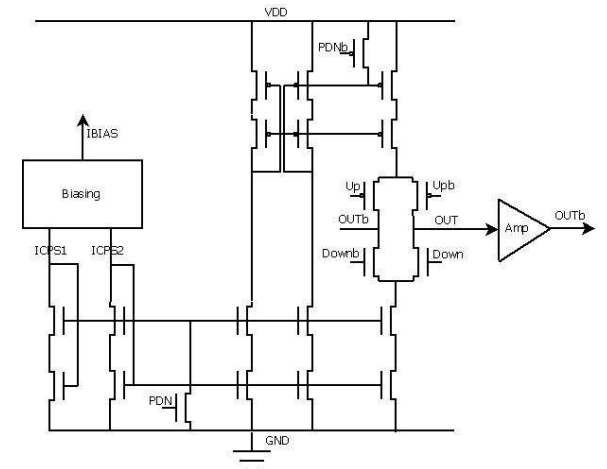 VDD
PDNb
IBIAS
Biasing
Up
Upb
OUTb
OUT
Amp
OUTb
ICPS1
ICPS2
Downb
Down
PDN
GND